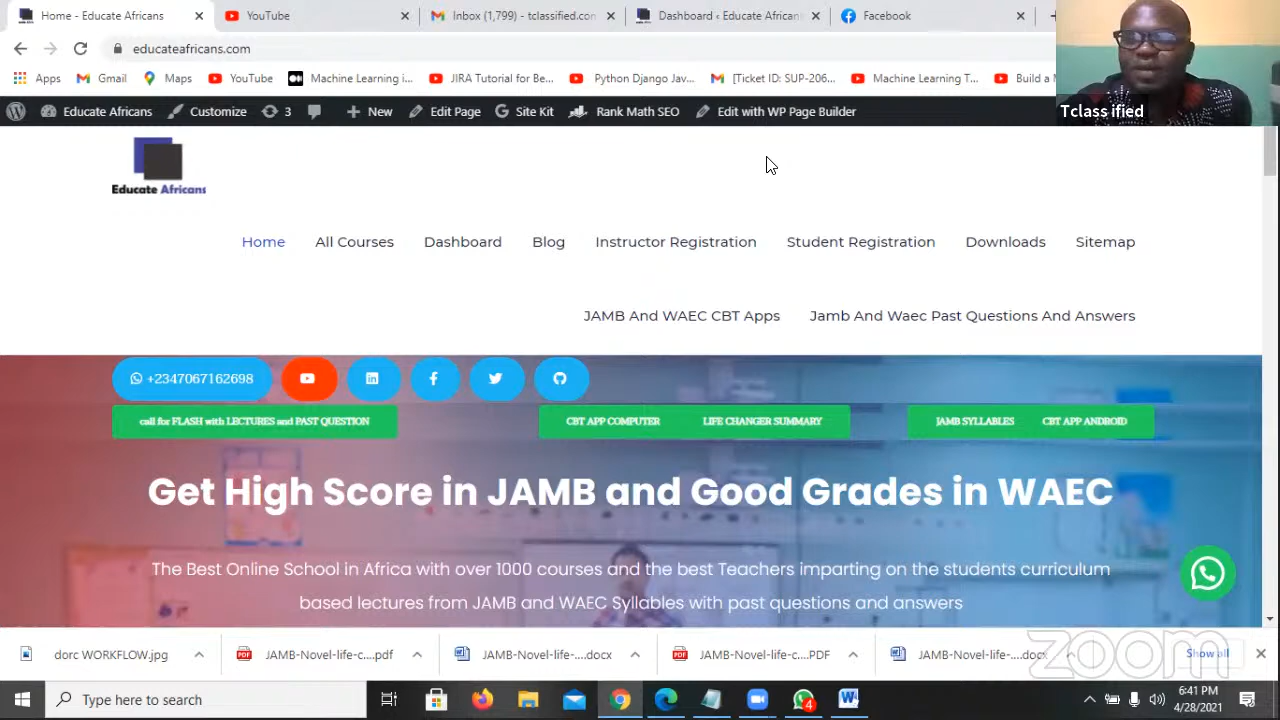 Home - Educate Africans
YouTube
Inbox (1,799) - tclassified.con
Dashboard ‹ Educate African
Facebook
educateafricans.com
Apps
Gmail
Maps
YouTube
Machine Learning i...
JIRA Tutorial for Be...
Python Django Jav...
[Ticket ID: SUP-206...
Machine Learning T...
Build a M
Educate Africans
Customize
3
New
Edit Page
Site Kit
Rank Math SEO
Edit with WP Page Builder
Tclass ified
Educate Africans
Home
All Courses
Dashboard
Blog
Instructor Registration
Student Registration
Downloads
Sitemap
JAMB And WAEC CBT Apps
Jamb And Waec Past Questions And Answers
+2347067162698
call for FLASH with LECTURES and PAST QUESTION
CBT APP COMPUTER
LIFE CHANGER SUMMARY
JAMB SYLLABLES
CBT APP ANDROID
Get High Score in JAMB and Good Grades in WAEC
The Best Online School in Africa with over 1000 courses and the best Teachers imparting on the students curriculum
based lectures from JAMB and WAEC Syllables with past questions and answers
dorc WORKFLOW.jpg
JAMB-Novel-life-c....pdf
JAMB-Novel-life-....docx
JAMB-Novel-life-c....PDF
JAMB-Novel-life-....docx
Show all
zoom
Type here to search
4
6:41 PM
4/28/2021